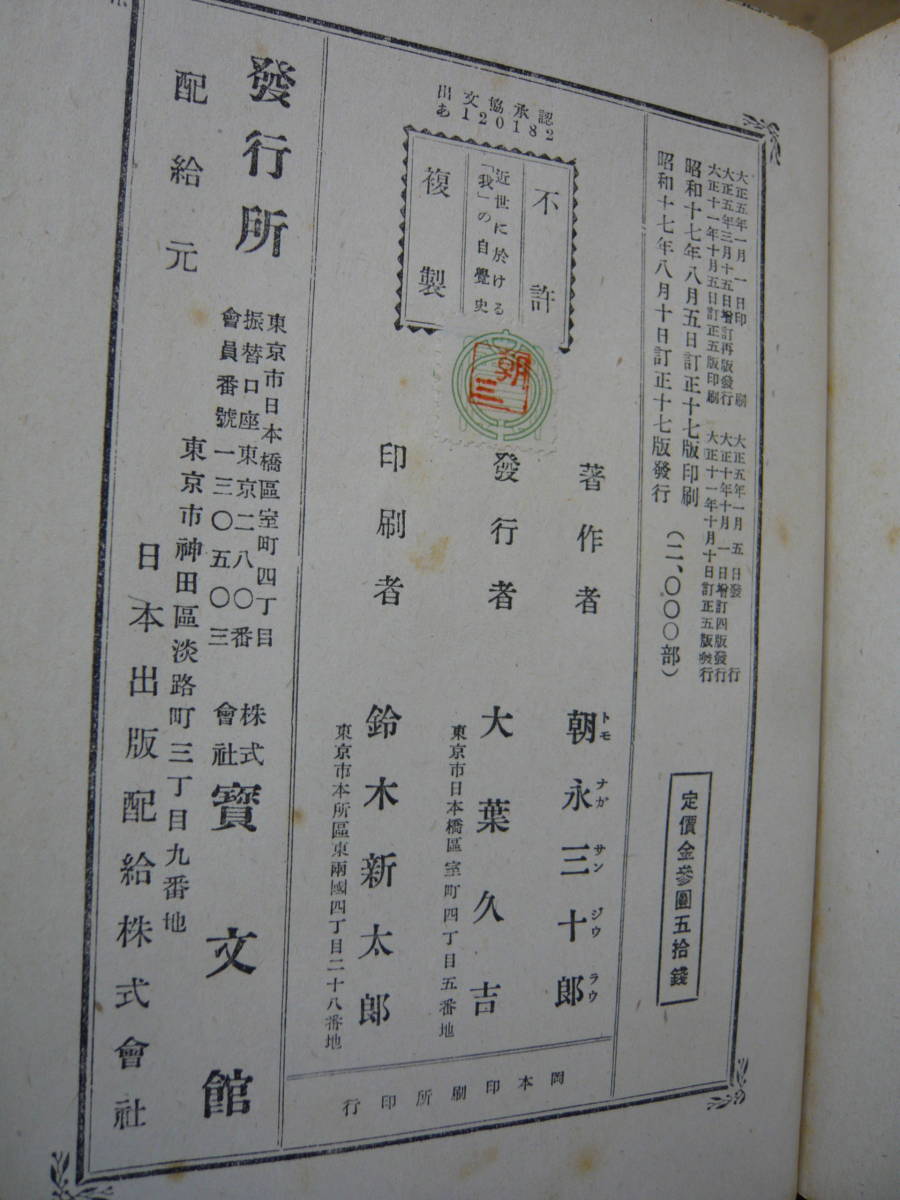 大正五年一月一日印刷　大正五年一月五日發行
大正五年三月十五日增訂再版發行　大正十年十月一日增訂四版發行
大正十一年十月五日訂正五版印刷　大正十一年十月十日訂正五版發行
昭和十七年八月五日訂正十七版印刷
昭和十七年八月十日訂正十七版發行
（二、〇〇〇部）
定價金參圓五拾錢
出文協承認
あ120182
不許
近世に於ける
「我」の自覺史
複製
朝三
著作者　朝永三十郎
トモナガサンジウラウ
發行者　大葉久吉
東京市日本橋區室町四丁目五番地
印刷者　鈴木新太郎
東京市本所區東兩國四丁目二十八番地
岡本印刷所印行
發行所
東京市日本橋區室町四丁目
振替口座東京二八〇番
會員番號一三〇五〇三
株式會社 寶文館
配給元
東京市神田區淡路町三丁目九番地
日本出版配給株式會社